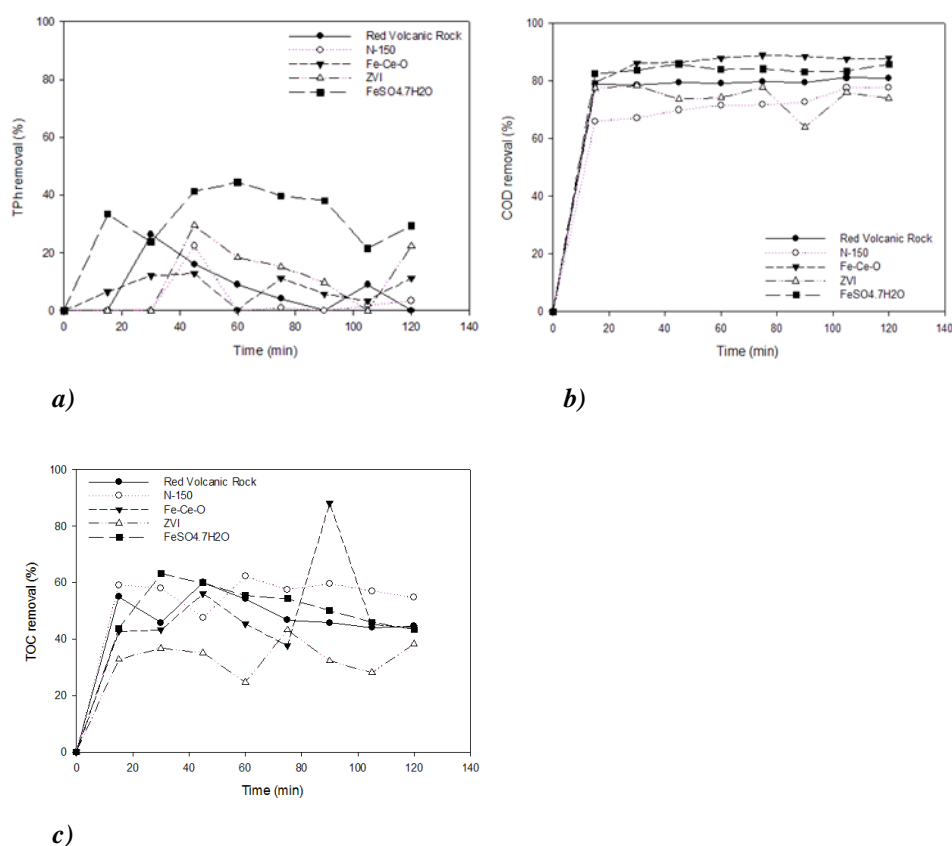 100
80
60
40
20
0
TPh removal (%)
Red Volcanic Rock
N-150
Fe-Ce-O
ZVI
FeSO4.7H2O
0 20 40 60 80 100 120 140
Time (min)
a)
100
80
60
40
20
0
COD removal (%)
Red Volcanic Rock
N-150
Fe-Ce-O
ZVI
FeSO4.7H2O
0 20 40 60 80 100 120 140
Time (min)
b)
100
80
60
40
20
0
TOC removal (%)
Red Volcanic Rock
N-150
Fe-Ce-O
ZVI
FeSO4.7H2O
0 20 40 60 80 100 120 140
Time (min)
c)